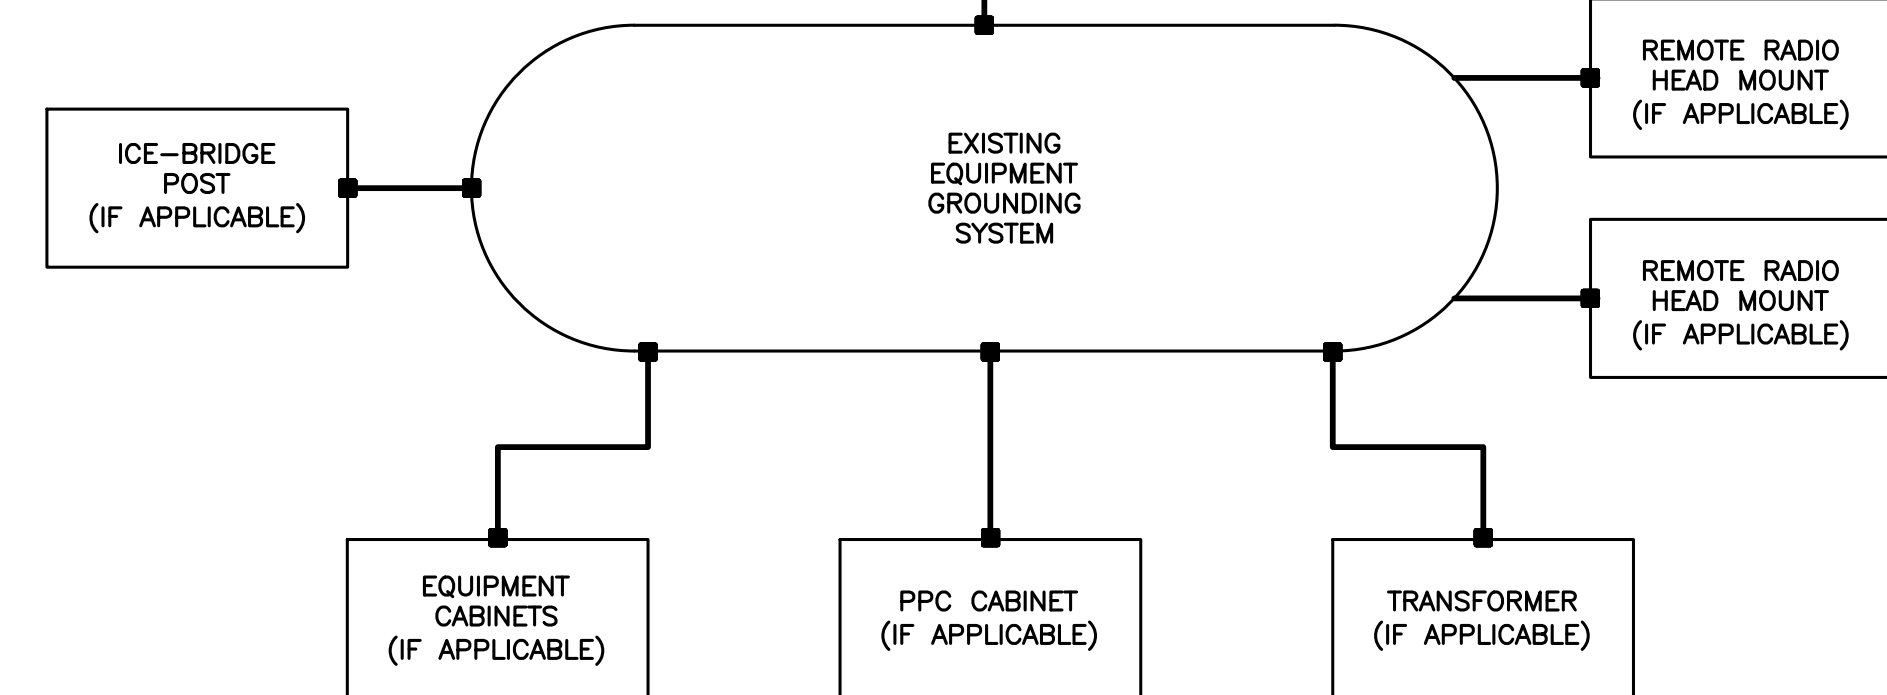 REMOTE RADIO
HEAD MOUNT
(IF APPLICABLE)
ICE-BRIDGE
POST
(IF APPLICABLE)
EXISTING
EQUIPMENT
GROUNDING
SYSTEM
REMOTE RADIO
HEAD MOUNT
(IF APPLICABLE)
EQUIPMENT
CABINETS
(IF APPLICABLE)
PPC CABINET
(IF APPLICABLE)
TRANSFORMER
(IF APPLICABLE)